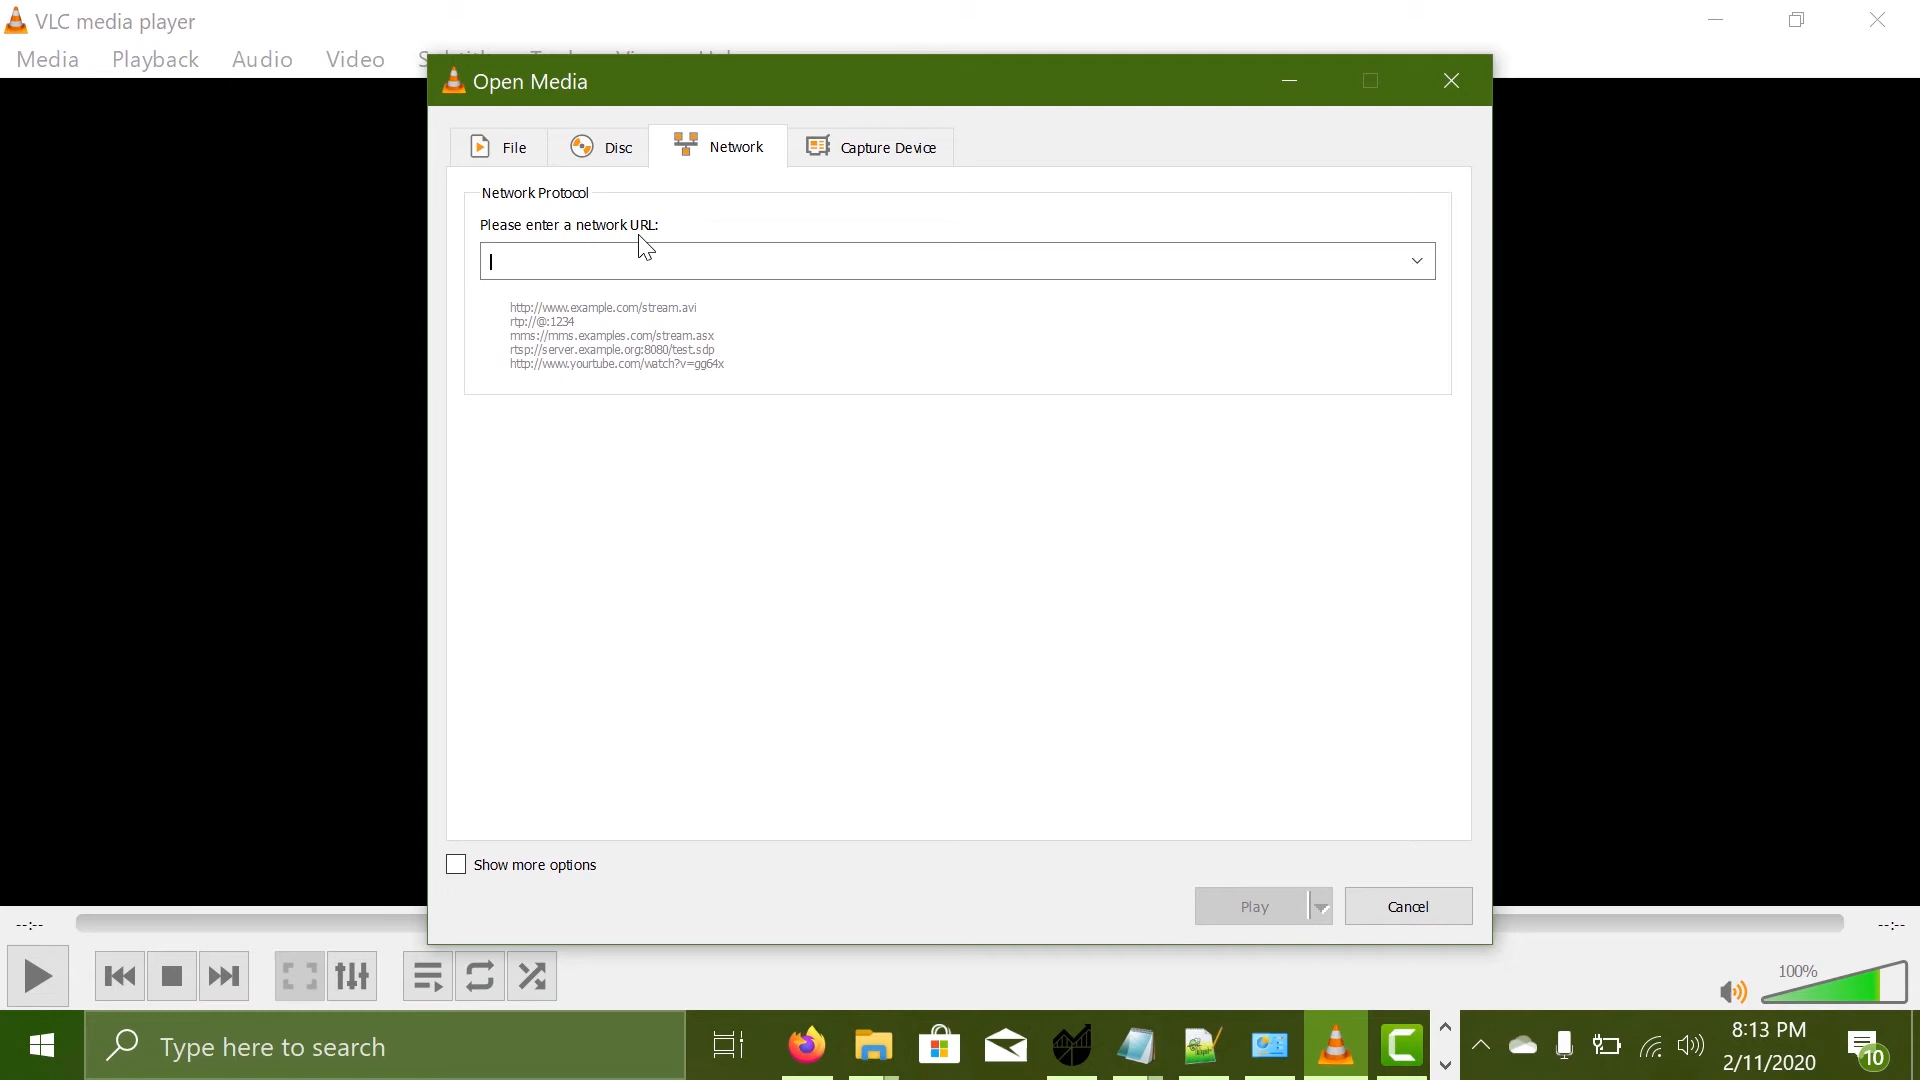 VLC media player
Media Playback Audio Video
Open Media
File Disc Network Capture Device
Network Protocol
Please enter a network URL:
http://www.example.com/stream.avi
rtp://@:1234
mms://mms.examples.com/stream.asx
rtsp://server.example.org:8080/test.sdp
http://www.yourtube.com/watch?v=gg64x
Show more options
Play Cancel
--:-- --:--
100%
Type here to search
8:13 PM
2/11/2020
10